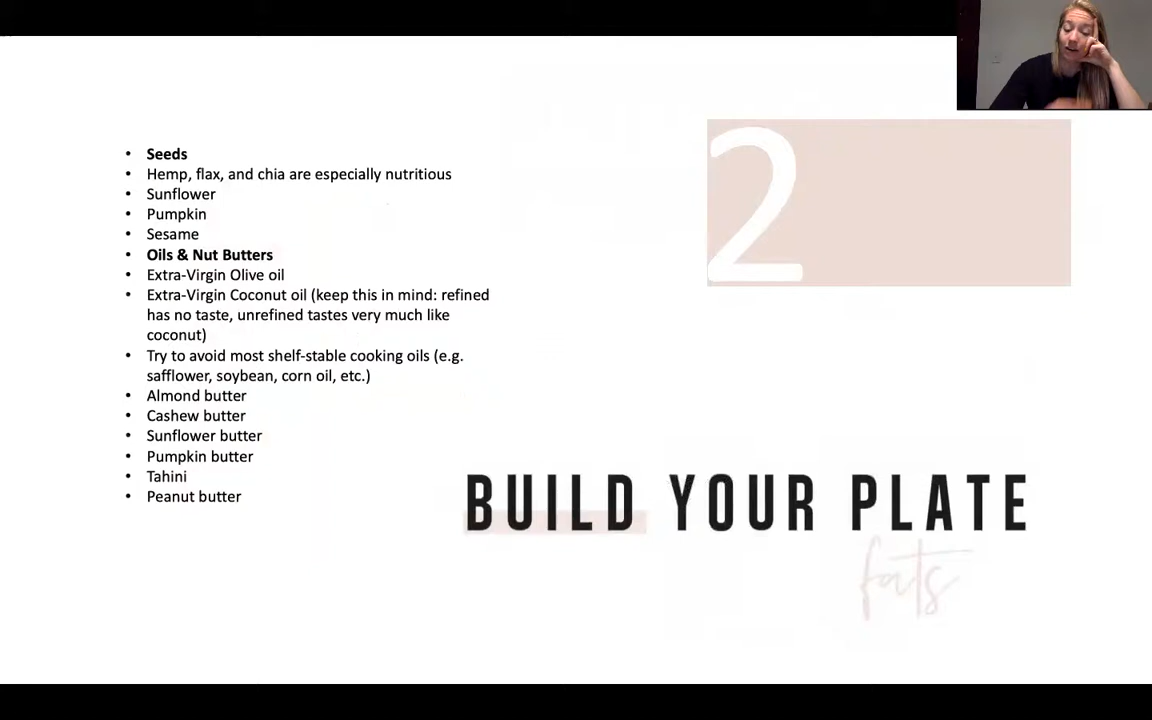 • Seeds
• Hemp, flax, and chia are especially nutritious
• Sunflower
• Pumpkin
• Sesame
• Oils & Nut Butters
• Extra-Virgin Olive oil
• Extra-Virgin Coconut oil (keep this in mind: refined
has no taste, unrefined tastes very much like
coconut)
• Try to avoid most shelf-stable cooking oils (e.g.
safflower, soybean, corn oil, etc.)
• Almond butter
• Cashew butter
• Sunflower butter
• Pumpkin butter
• Tahini
• Peanut butter
2
BUILD YOUR PLATE
fats